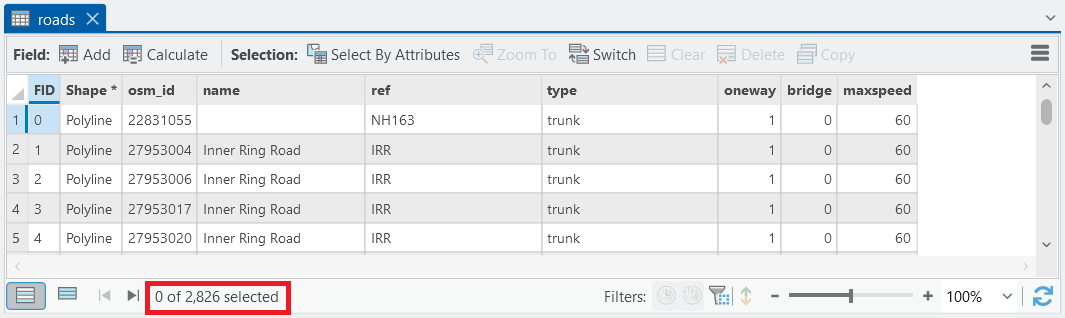 roads
Field: Add Calculate Selection: Select By Attributes Zoom To Switch Clear Delete Copy
FID Shape * osm_id name ref type oneway bridge maxspeed
1 0 Polyline 22831055 NH163 trunk 1 0 60
2 1 Polyline 27953004 Inner Ring Road IRR trunk 1 0 60
3 2 Polyline 27953006 Inner Ring Road IRR trunk 1 0 60
4 3 Polyline 27953017 Inner Ring Road IRR trunk 1 0 60
5 4 Polyline 27953020 Inner Ring Road IRR trunk 1 0 60
0 of 2,826 selected Filters: 100%